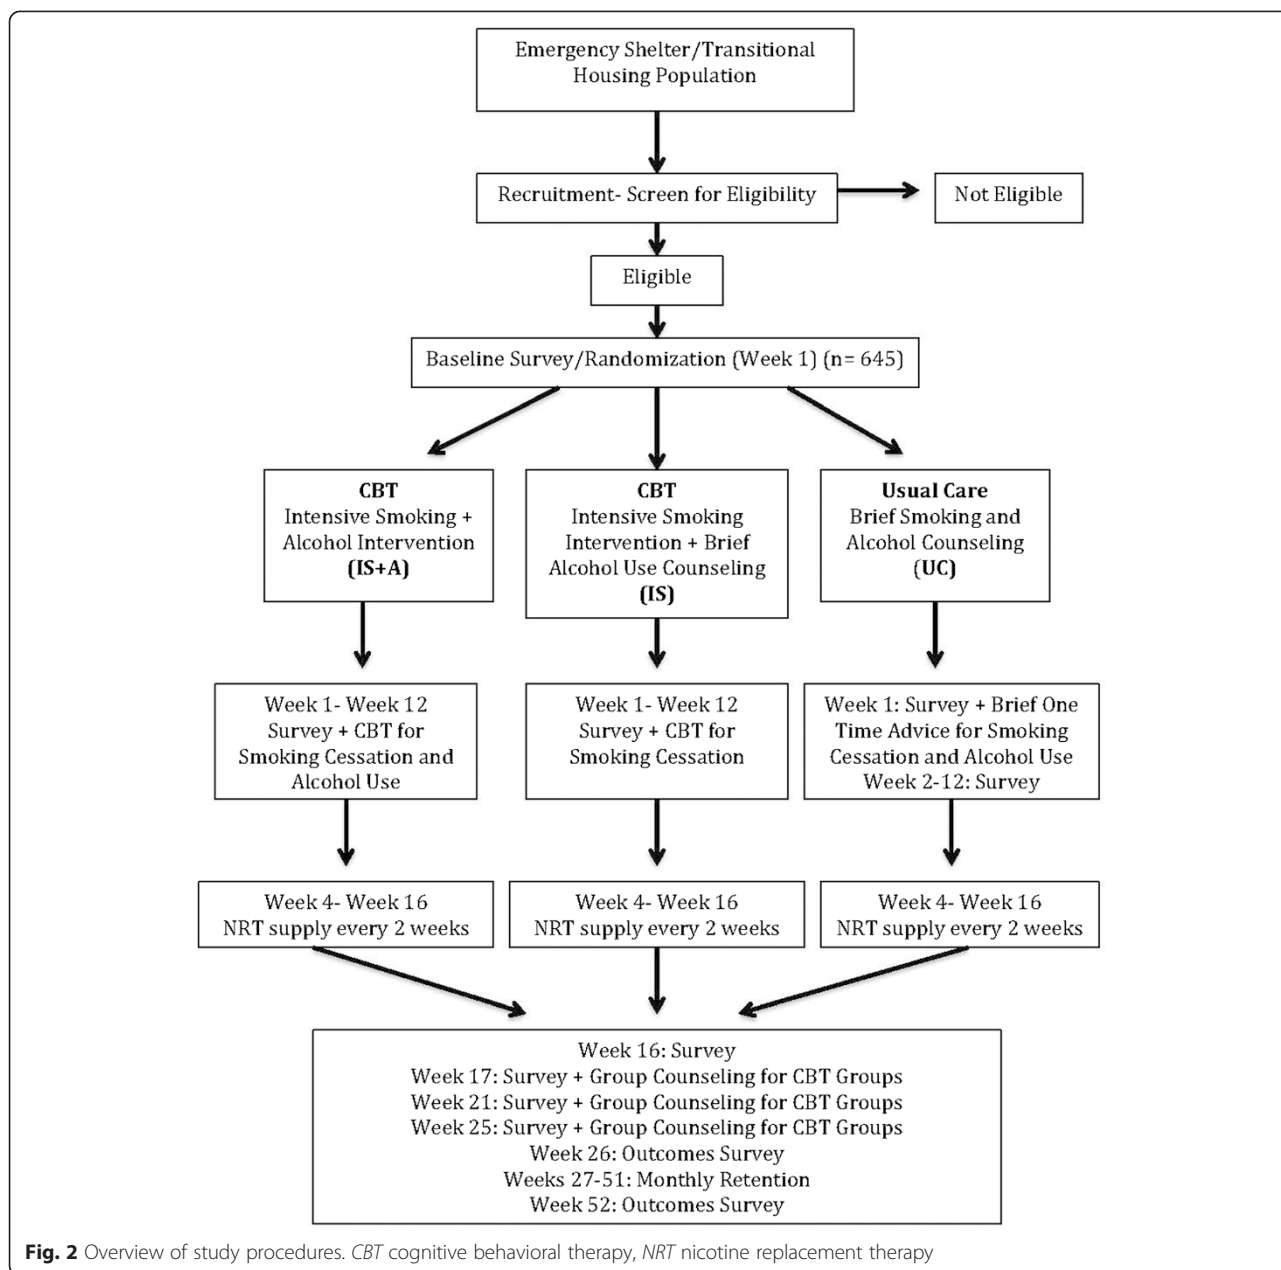 Emergency Shelter/Transitional
Housing Population
Recruitment- Screen for Eligibility
Not Eligible
Eligible
Baseline Survey/Randomization (Week 1) (n= 645)
CBT
Intensive Smoking +
Alcohol Intervention
(IS+A)
CBT
Intensive Smoking
Intervention + Brief
Alcohol Use Counseling
(IS)
Usual Care
Brief Smoking and
Alcohol Counseling
(UC)
Week 1- Week 12
Survey + CBT for
Smoking Cessation and
Alcohol Use
Week 1- Week 12
Survey + CBT for
Smoking Cessation
Week 1: Survey + Brief One
Time Advice for Smoking
Cessation and Alcohol Use
Week 2-12: Survey
Week 4- Week 16
NRT supply every 2 weeks
Week 4- Week 16
NRT supply every 2 weeks
Week 4- Week 16
NRT supply every 2 weeks
Week 16: Survey
Week 17: Survey + Group Counseling for CBT Groups
Week 21: Survey + Group Counseling for CBT Groups
Week 25: Survey + Group Counseling for CBT Groups
Week 26: Outcomes Survey
Weeks 27-51: Monthly Retention
Week 52: Outcomes Survey
Fig. 2 Overview of study procedures. CBT cognitive behavioral therapy, NRT nicotine replacement therapy